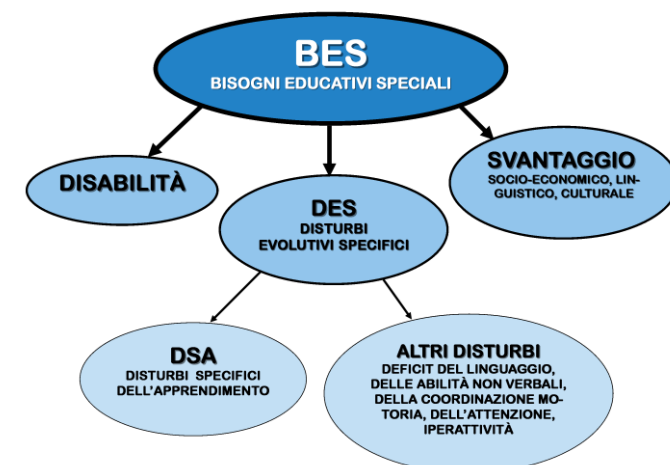 BES
BISOGNI EDUCATIVI SPECIALI
DISABILITÀ
DES
DISTURBI
EVOLUTIVI SPECIFICI
SVANTAGGIO
SOCIO-ECONOMICO, LIN-
GUISTICO, CULTURALE
DSA
DISTURBI SPECIFICI
DELL'APPRENDIMENTO
ALTRI DISTURBI
DEFICIT DEL LINGUAGGIO,
DELLE ABILITÀ NON VERBALI,
DELLA COORDINAZIONE MO-
TORIA, DELL'ATTENZIONE,
IPERATTIVITÀ